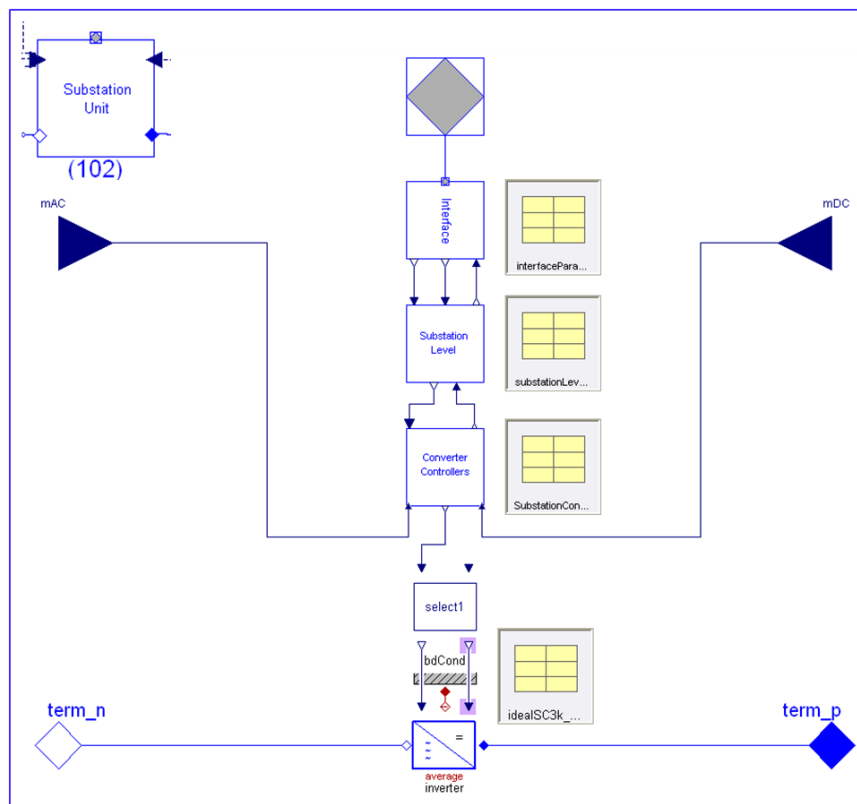 Substation
Unit
(102)
mAC
mDC
Interface
interfacePara...
Substation
Level
substationLev...
Converter
Controllers
SubstationCon...
select1
bdCond
idealSC3k_...
term_n
term_p
=
~
~
~
average
inverter